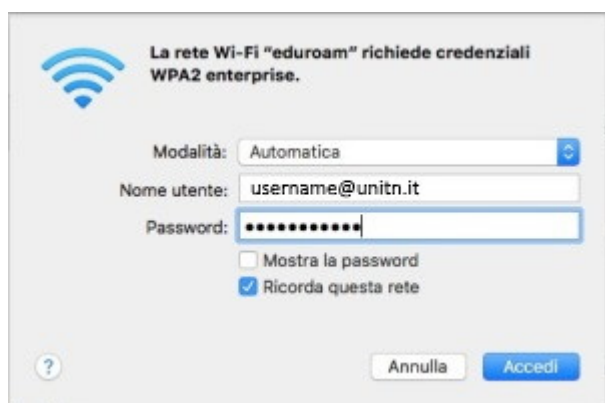 La rete Wi-Fi “eduroam” richiede credenziali
WPA2 enterprise.
Modalità: Automatica
Nome utente: username@unitn.it
Password: •••••••••••
Mostra la password
Ricorda questa rete
? Annulla Accedi